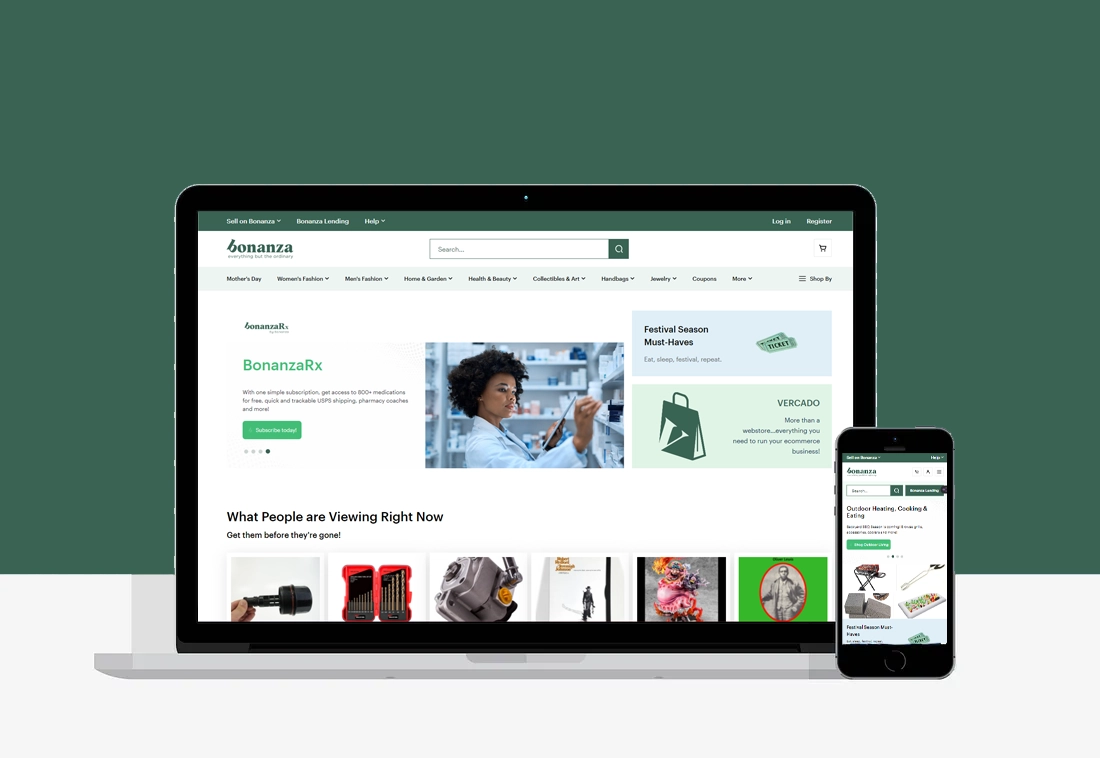 Sell on Bonanza
Bonanza Lending
Help
Log in
Register
bonanza
everything but the ordinary
Search...
Mother's Day
Women's Fashion
Men's Fashion
Home & Garden
Health & Beauty
Collectibles & Art
Handbags
Jewelry
Coupons
More
Shop By
bonanzaRx
BonanzaRx
With one simple subscription, get access to 800+ medications
for free, quick and trackable USPS shipping, pharmacy coaches
and more!
Subscribe today!
Festival Season
Must-Haves
Eat, sleep, festival, repeat.
TICKET
VERCADO
More than a
webstore...everything you
need to run your ecommerce
business!
What People are Viewing Right Now
Get them before they're gone!
Sell on Bonanza
Help
bonanza
Search...
Bonanza Lending
Outdoor Heating, Cooking &
Eating
Shop Outdoor Living
Festival Season Must-
Haves